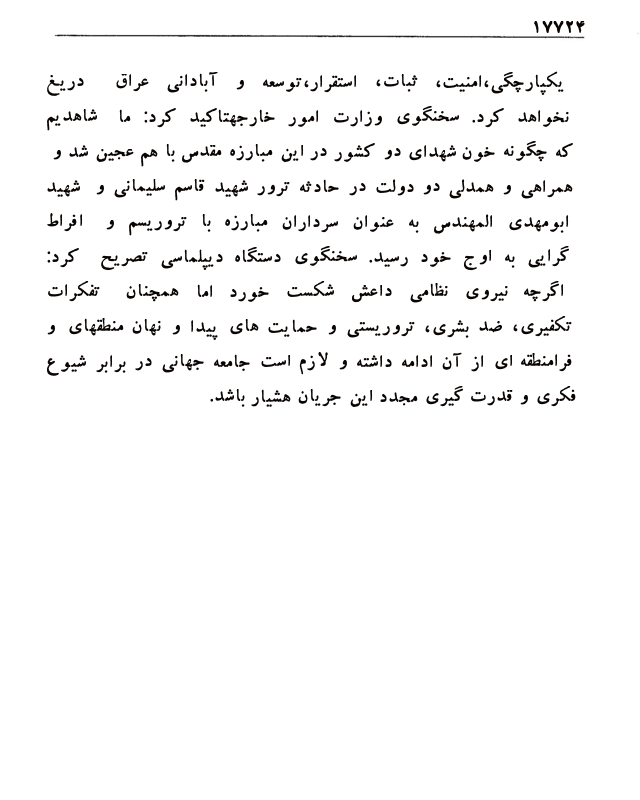 ۱۷۷۲۴
یکپارچگی،امنیت، ثبات، استقرار،توسعه و آبادانی عراق دریغ
نخواهد کرد. سخنگوی وزارت امور خارجهتاکید کرد: ما شاهدیم
که چگونه خون شهدای دو کشور در این مبارزه مقدس با هم عجین شد و
همراهی و همدلی دو دولت در حادثه ترور شهید قاسم سلیمانی و شهید
ابومهدی المهندس به عنوان سرداران مبارزه با تروریسم و افراط
گرایی به اوج خود رسید. سخنگوی دستگاه دیپلماسی تصریح کرد:
اگرچه نیروی نظامی داعش شکست خورد اما همچنان تفکرات
تکفیری، ضد بشری، تروریستی و حمایت های پیدا و نهان منطقهای و
فرامنطقه ای از آن ادامه داشته و لازم است جامعه جهانی در برابر شیوع
فکری و قدرت گیری مجدد این جریان هشیار باشد.